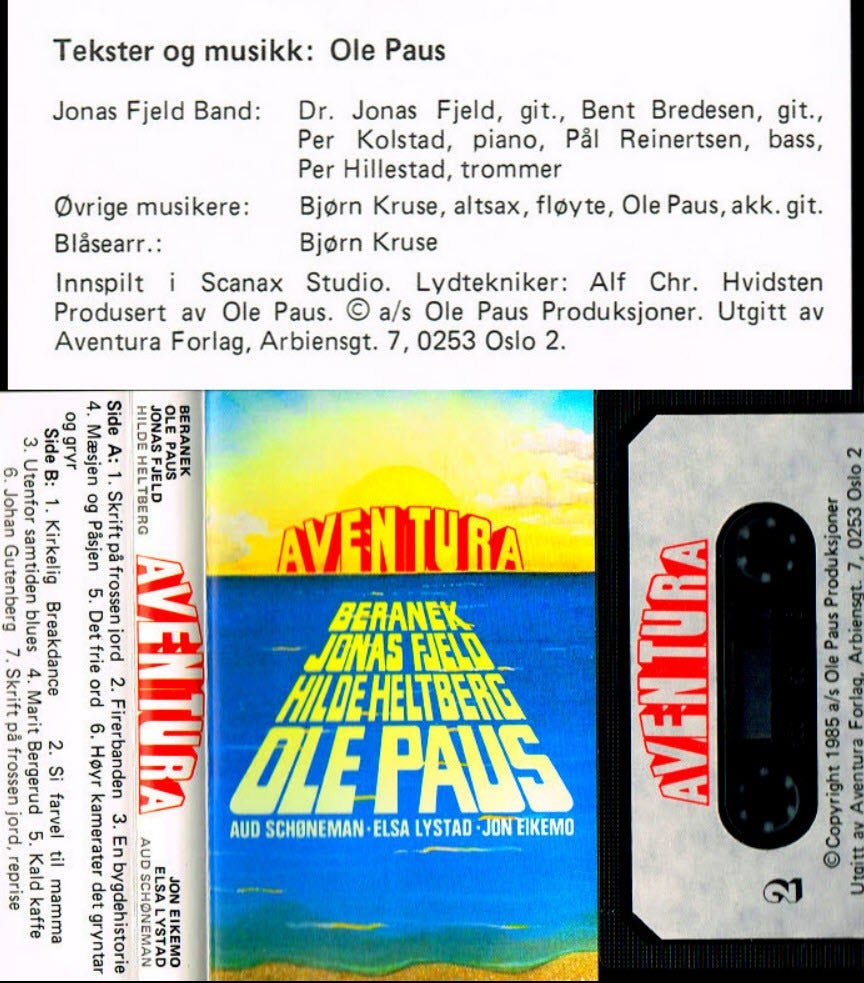 Tekster og musikk: Ole Paus
Jonas Fjeld Band: Dr. Jonas Fjeld, git., Bent Bredesen, git.,
Per Kolstad, piano, Pål Reinertsen, bass,
Per Hillestad, trommer
Øvrige musikere: Bjørn Kruse, altsax, fløyte, Ole Paus, akk. git.
Blåsearr.: Bjørn Kruse
Innspilt i Scanax Studio. Lydtekniker: Alf Chr. Hvidsten
Produsert av Ole Paus. © a/s Ole Paus Produksjoner. Utgitt av
Aventura Forlag, Arbiensgt. 7, 0253 Oslo 2.
BERANEK
OLE PAUS
JONAS FJELD
HILDE HELTBERG
AVENTURA
JON EIKEMO
ELSA LYSTAD
AUD SCHØNEMAN
Side A: 1. Skrift på frossen jord 2. Firerbanden 3. En bygdehistorie
4. Mæsjen og Påsjen 5. Det frie ord 6. Høyr kamerater det gryntar
og gryr
Side B: 1. Kirkelig Breakdance 2. Si farvel til mamma
3. Utenfor samtiden blues 4. Marit Bergerud 5. Kald kaffe
6. Johan Gutenberg 7. Skrift på frossen jord, reprise
AVENTURA
BERANEK
JONAS FJELD
HILDE HELTBERG
OLE PAUS
AUD SCHØNEMAN · ELSA LYSTAD · JON EIKEMO
AVENTURA
2
© Copyright 1985 a/s Ole Paus Produksjoner
Utgitt av Aventura Forlag, Arbiensgt. 7, 0253 Oslo 2